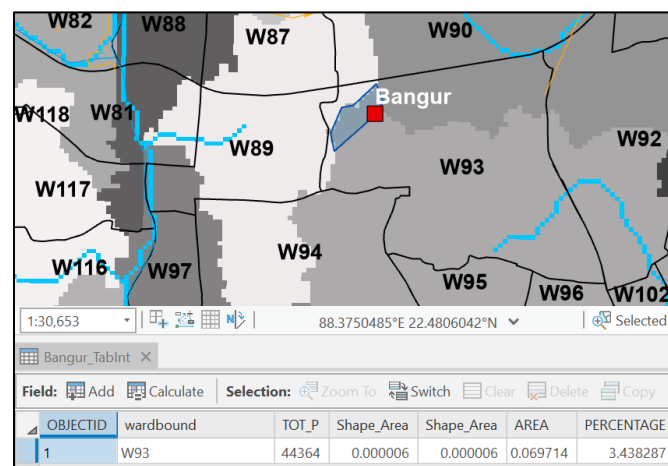 W82
W88
W87
W90
Bangur
W118
W81
W89
W92
W93
W117
W94
W116
W97
W95
W96
W102
1:30,653
88.3750485°E 22.4806042°N
Selected
Bangur_TabInt
Field: Add Calculate Selection: Zoom To Switch Clear Delete Copy
OBJECTID wardbound TOT_P Shape_Area Shape_Area AREA PERCENTAGE
1 W93 44364 0.000006 0.000006 0.069714 3.438287